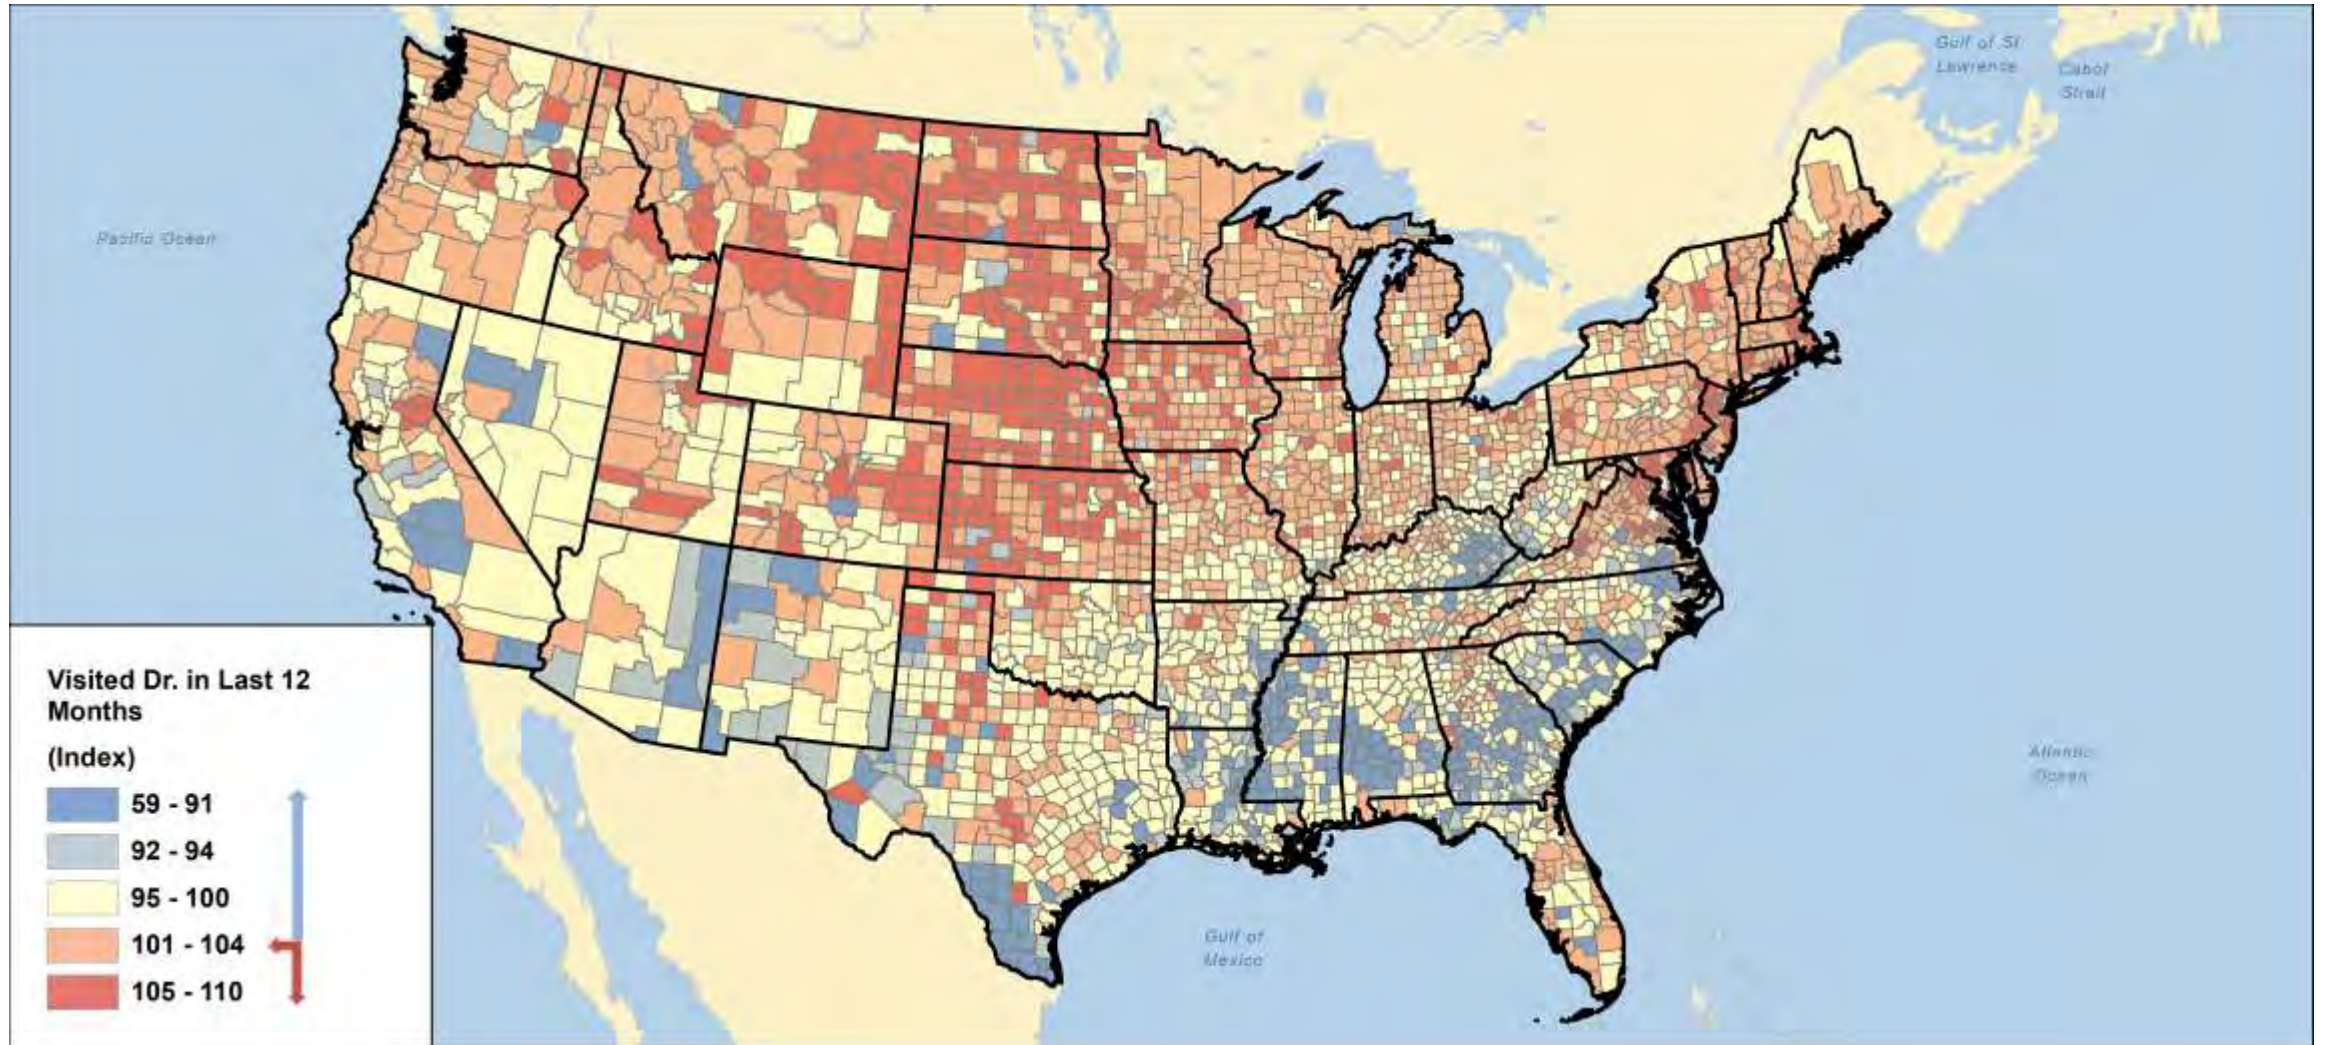 Gulf of St
Lawrence
Cabot
Strait
Pacific Ocean
Atlantic
Ocean
Gulf of
Mexico
Visited Dr. in Last 12
Months
(Index)
59 - 91
92 - 94
95 - 100
101 - 104
105 - 110